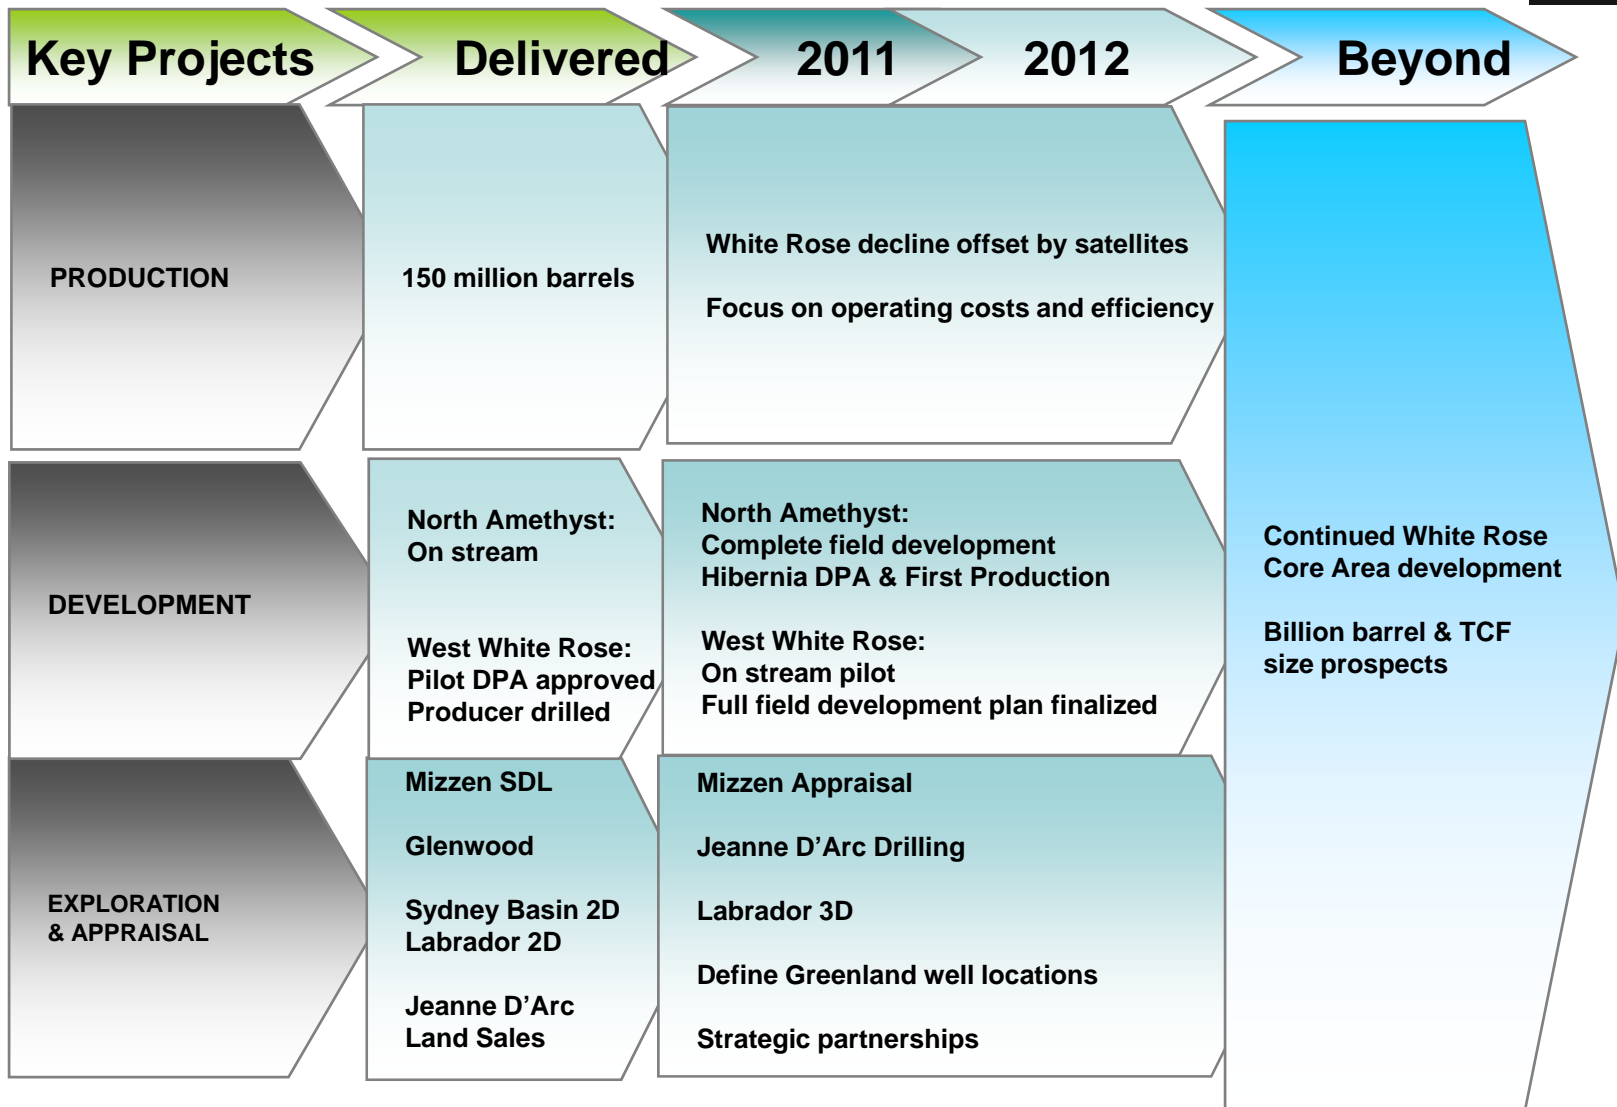 Key Projects
Delivered
2011
2012
Beyond
PRODUCTION
150 million barrels
White Rose decline offset by satellites
Focus on operating costs and efficiency
DEVELOPMENT
North Amethyst:
On stream
West White Rose:
Pilot DPA approved
Producer drilled
North Amethyst:
Complete field development
Hibernia DPA & First Production
West White Rose:
On stream pilot
Full field development plan finalized
EXPLORATION
& APPRAISAL
Mizzen SDL
Glenwood
Sydney Basin 2D
Labrador 2D
Jeanne D’Arc
Land Sales
Mizzen Appraisal
Jeanne D’Arc Drilling
Labrador 3D
Define Greenland well locations
Strategic partnerships
Continued White Rose
Core Area development
Billion barrel & TCF
size prospects